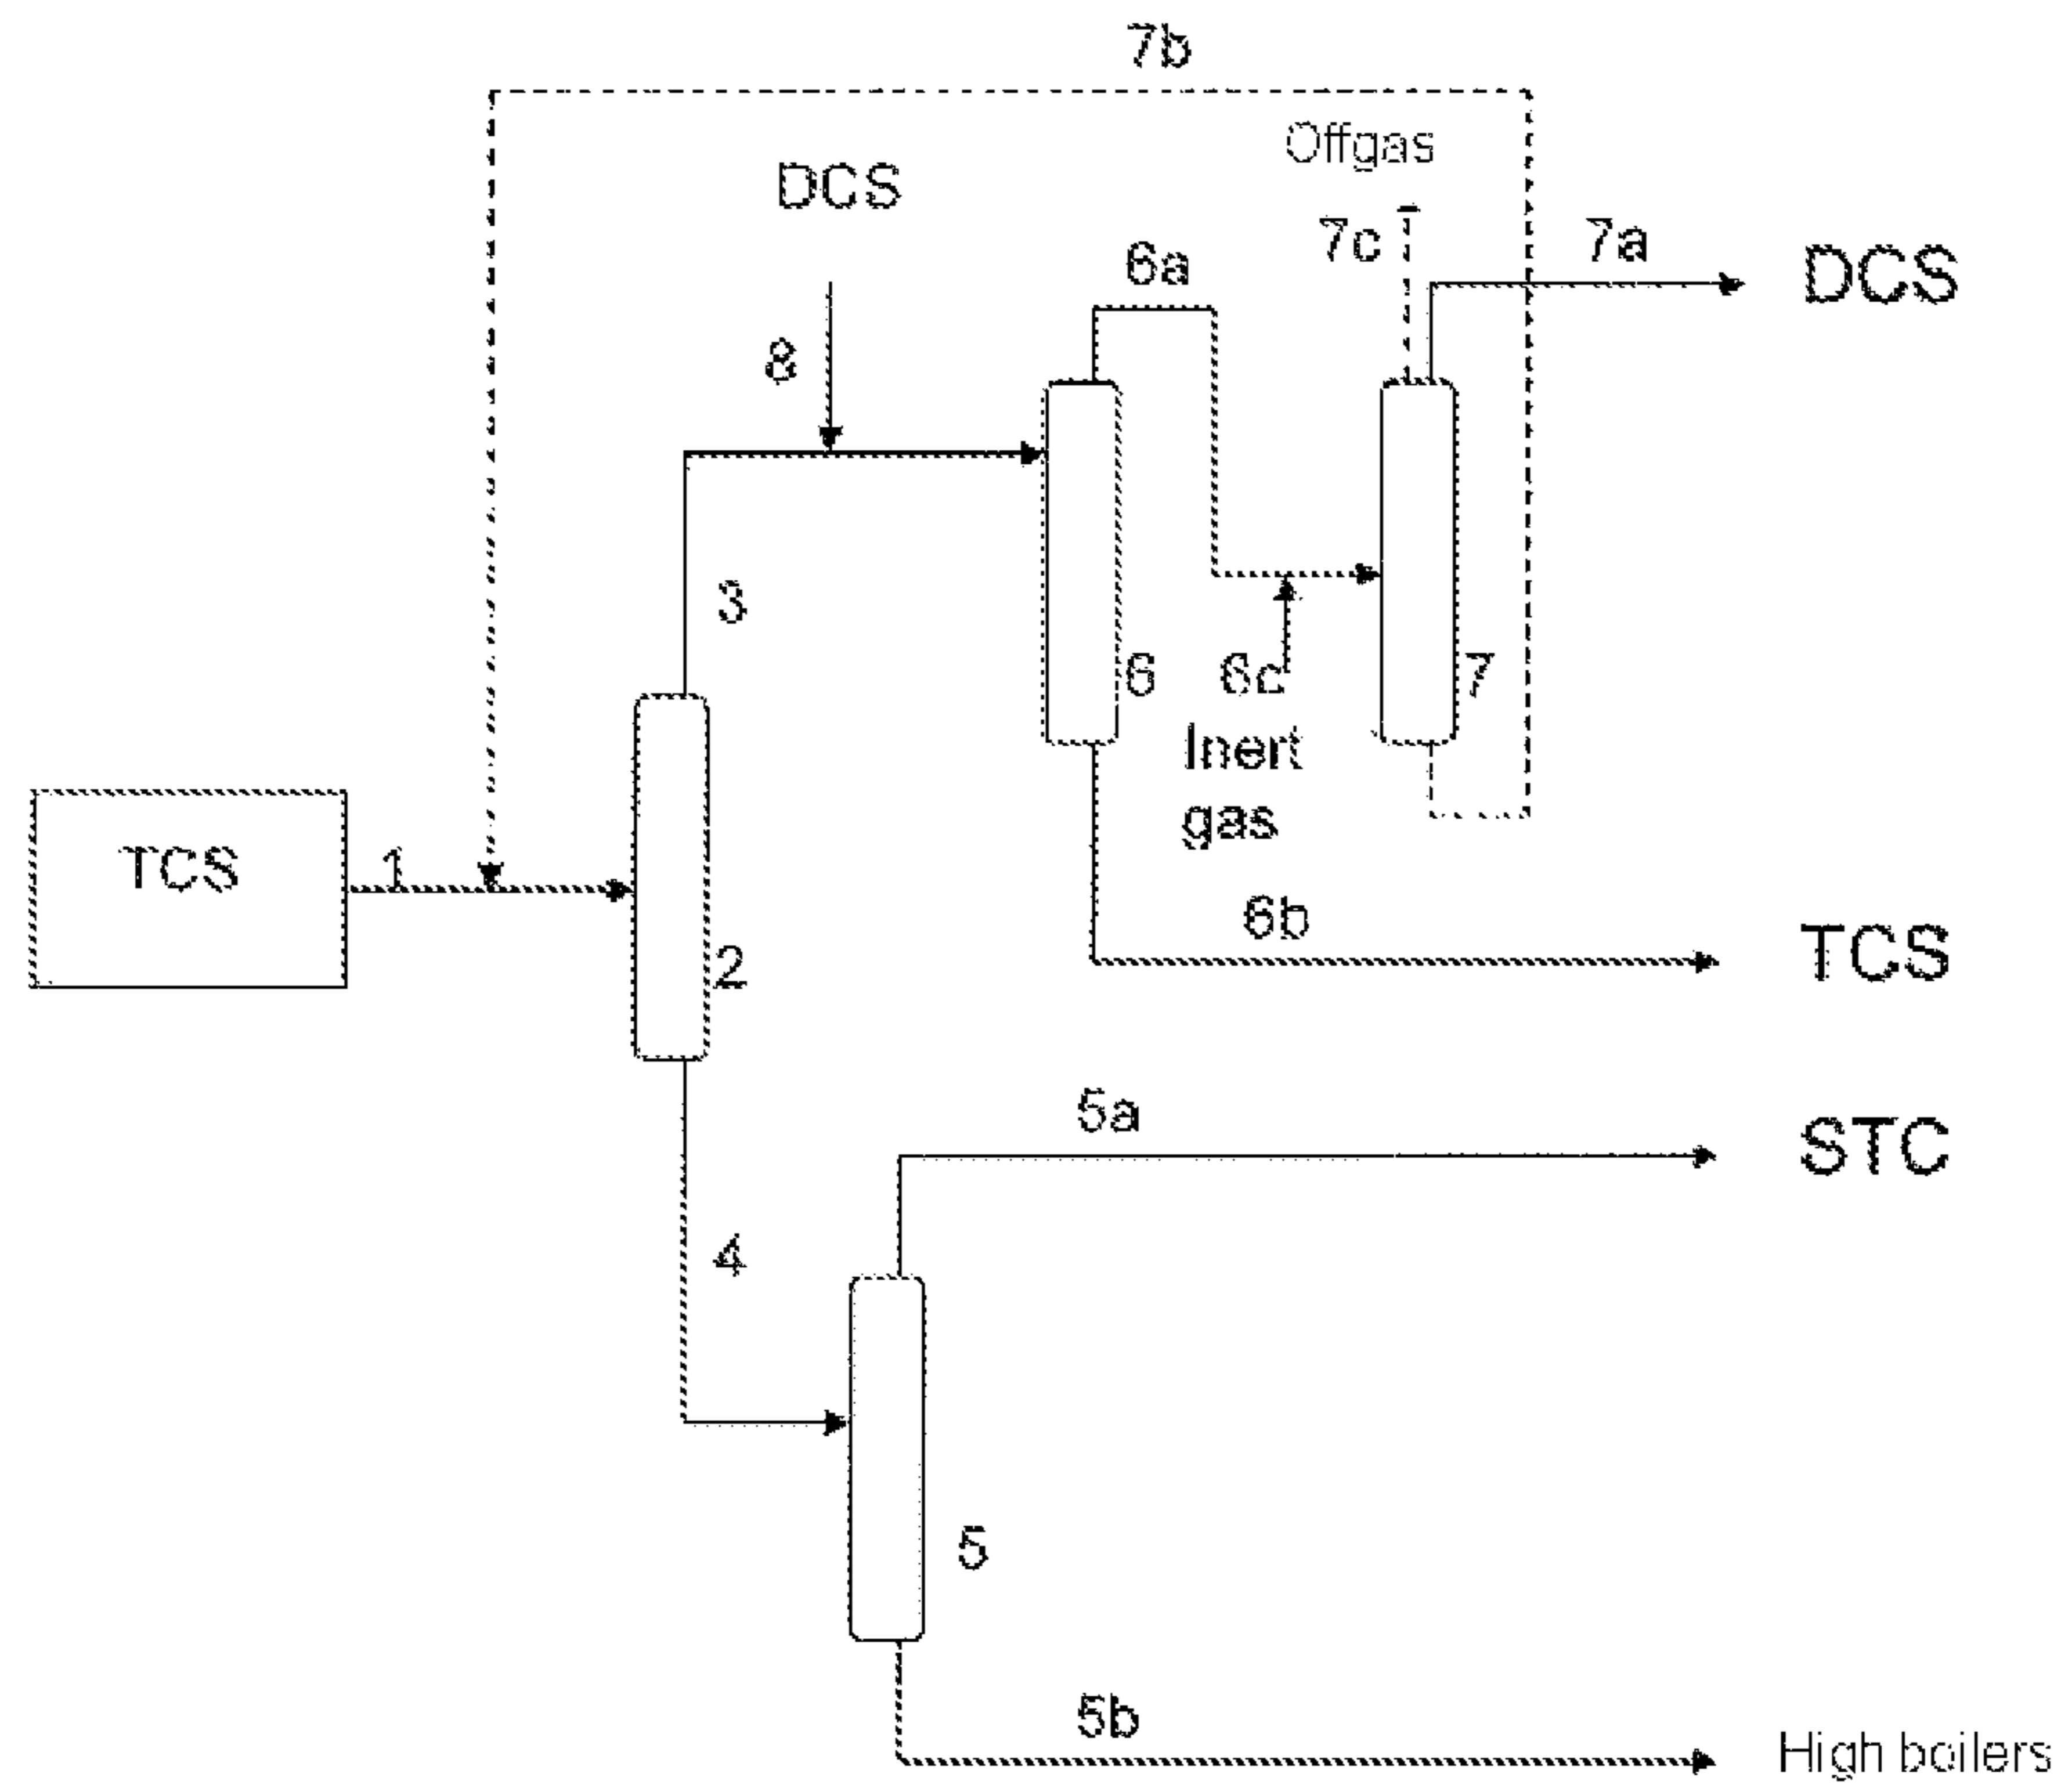 7b
Offgas
DCS
7c
7a
6a
DCS
8
3
6
6c
7
Inert
gas
TCS
1
6b
2
TCS
5a
STC
4
5
5b
High boilers